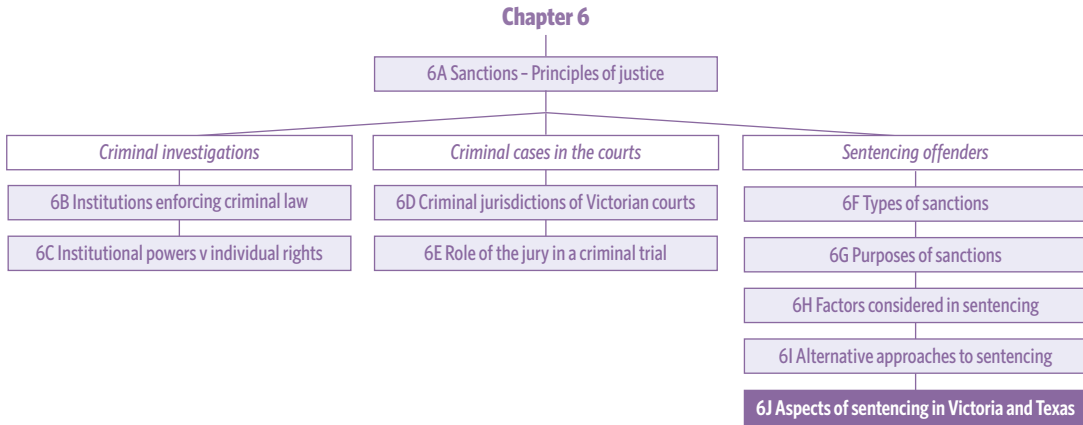 Chapter 6
6A Sanctions – Principles of justice
Criminal investigations
6B Institutions enforcing criminal law
6C Institutional powers v individual rights
Criminal cases in the courts
6D Criminal jurisdictions of Victorian courts
6E Role of the jury in a criminal trial
Sentencing offenders
6F Types of sanctions
6G Purposes of sanctions
6H Factors considered in sentencing
6I Alternative approaches to sentencing
6J Aspects of sentencing in Victoria and Texas